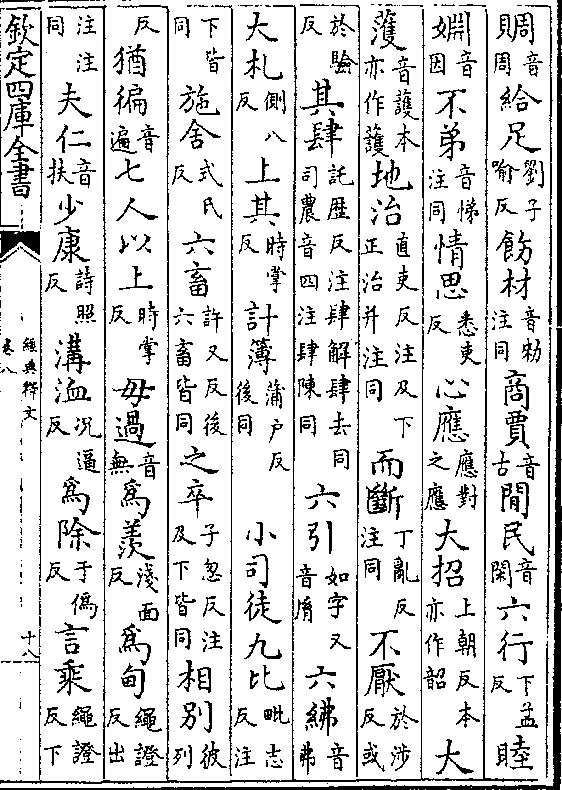 賙音周給足劉子喻反飭材音勑注同商賈音古閒民音閑六行下孟反睦
婣音因不弟音悌注同情思悉吏反心應應對之應大招上朝反本亦作韶大
濩音護本亦作護地治直吏反注及下正治并注同而斷丁亂反注同不厭於涉反或
於驗反其肆託歴反注肆解肆去同司農音四注肆陳同六引如字又音胤六紼音弗
大札側八反上其時掌反計簿蒲户反後同小司徒九比毗志反注
下皆同施舍式氏反六畜許又反後六畜皆同之卒子忽反注及下皆同相别彼列
反猶徧音遍七人以上時掌反毋過音無為羨淺面反為甸繩證反出
注注同夫仁音扶少康詩照反溝洫况逼反為除于偽反言乘繩證反下
欽定四庫全書
經典釋文
卷八
十八